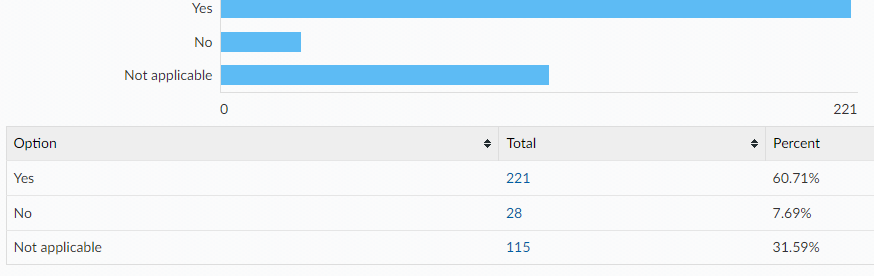 Yes
No
Not applicable
0 221
Option Total Percent
Yes 221 60.71%
No 28 7.69%
Not applicable 115 31.59%